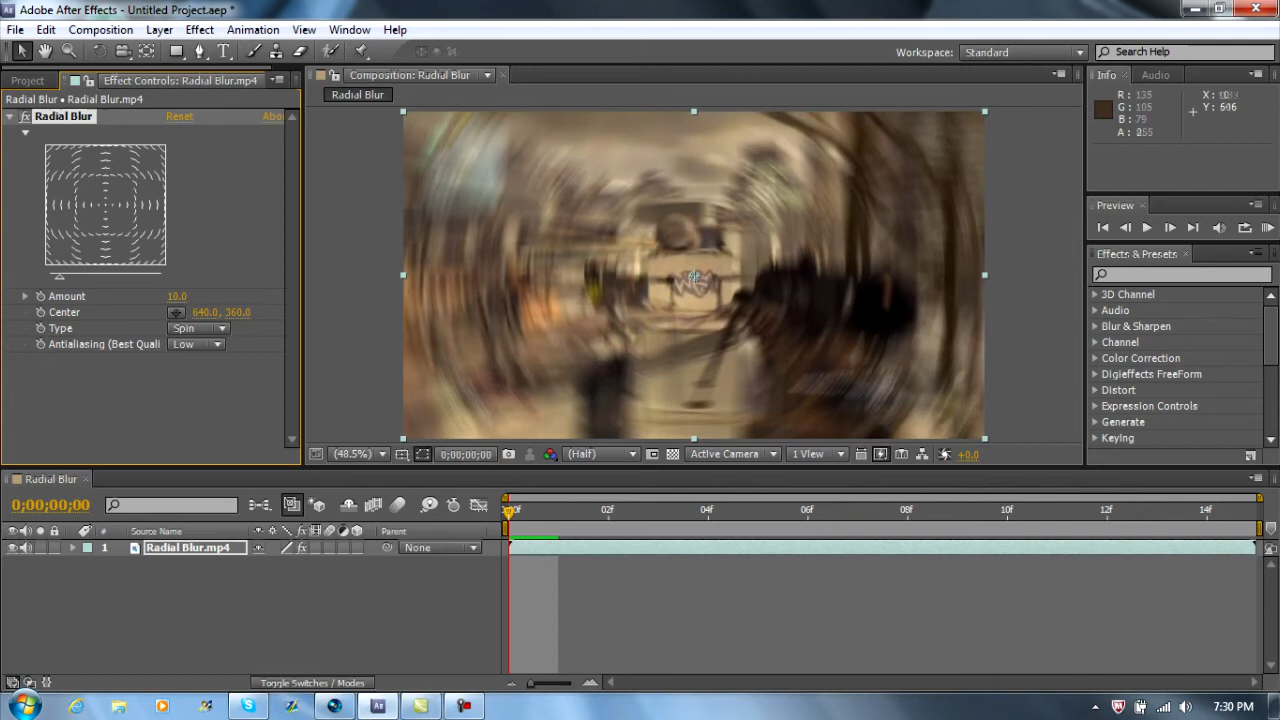 Adobe After Effects - Untitled Project.aep *
File Edit Composition Layer Effect Animation View Window Help
Workspace: Standard Search Help
Project Effect Controls: Radial Blur.mp4
Radial Blur • Radial Blur.mp4
fx Radial Blur Reset Abo
Amount 10.0
Center 640.0, 360.0
Type Spin
Antialiasing (Best Quali Low
Composition: Radial Blur
Radial Blur
(48.5%) 0;00;00;00 (Half) Active Camera 1 View +0.0
Info Audio
R: 135
G: 105
B: 79
A:
X:
Y: 506
Preview
Effects & Presets
3D Channel
Audio
Blur & Sharpen
Channel
Color Correction
Digieffects FreeForm
Distort
Expression Controls
Generate
Keying
Radial Blur
0;00;00;00
# Source Name fx Parent
1 Radial Blur.mp4 fx None
02f 04f 06f 08f 10f 12f 14f
Toggle Switches / Modes
Ae
7:30 PM